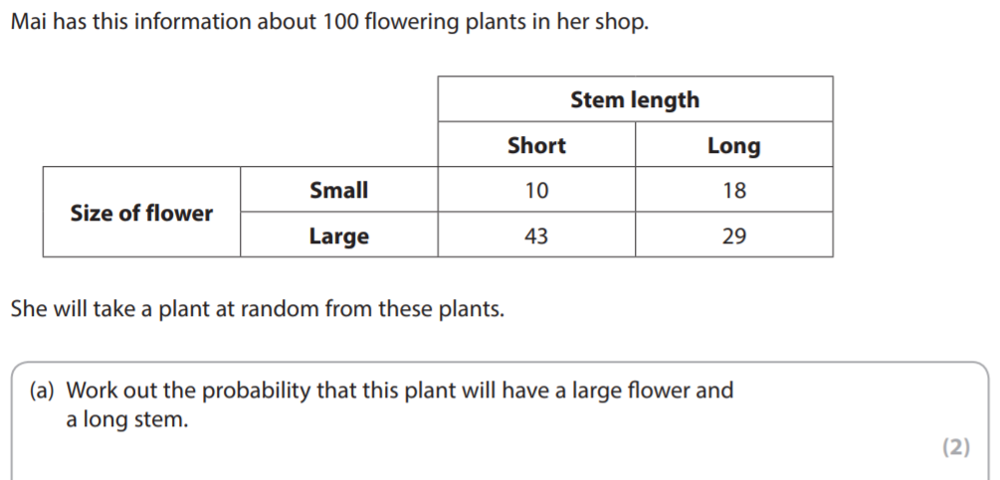 Mai has this information about 100 flowering plants in her shop.
Stem length
Short Long
Size of flower Small 10 18
Large 43 29
She will take a plant at random from these plants.
(a) Work out the probability that this plant will have a large flower and
a long stem.
(2)